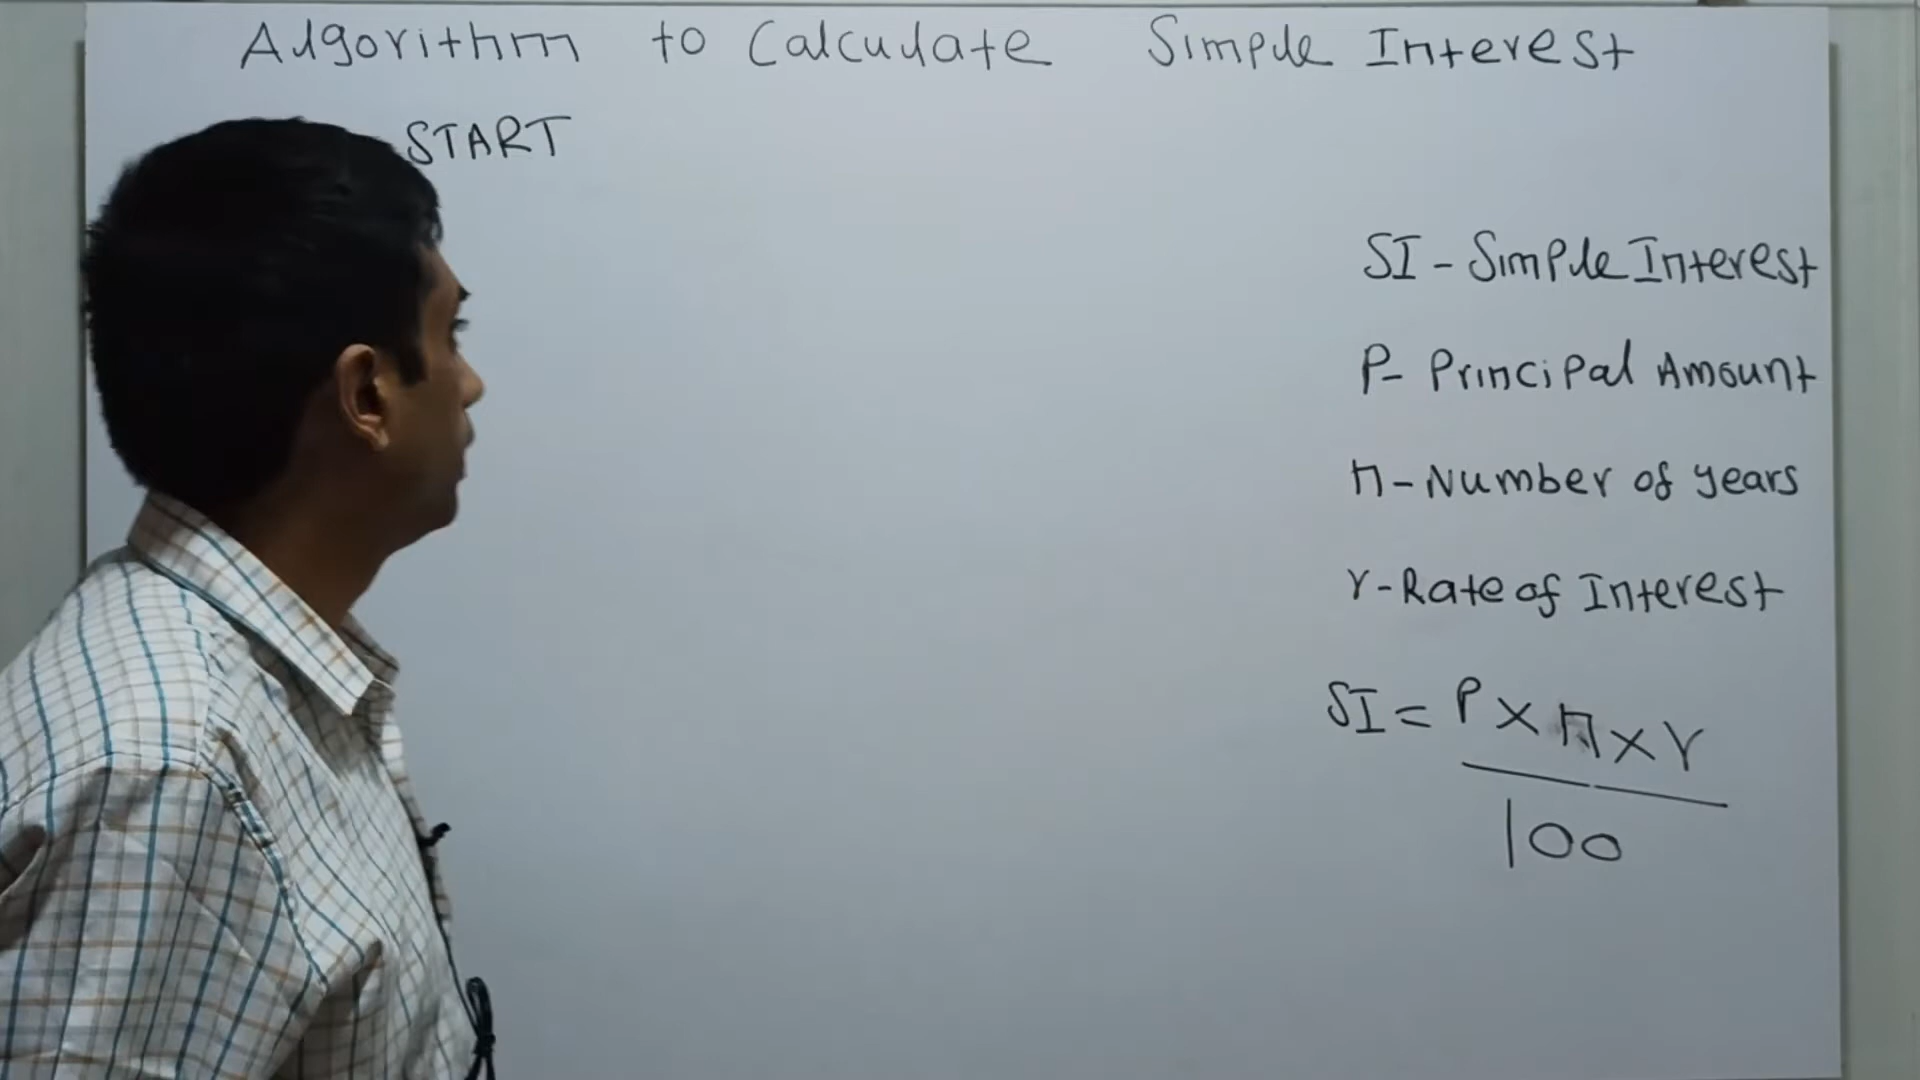 Algorithm to Calculate Simple Interest
START
SI - Simple Interest
P - Principal Amount
n - Number of years
r - Rate of Interest
SI = P x n x r
100